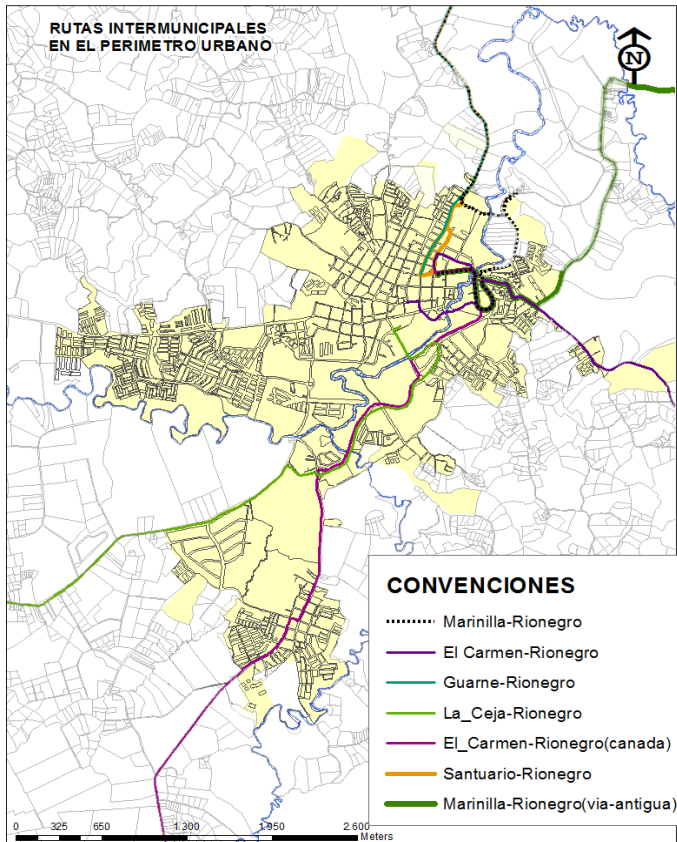 RUTAS INTERMUNICIPALES
EN EL PERIMETRO URBANO
N
CONVENCIONES
Marinilla-Rionegro
El Carmen-Rionegro
Guarne-Rionegro
La_Ceja-Rionegro
El_Carmen-Rionegro(canada)
Santuario-Rionegro
Marinilla-Rionegro(via-antigua)
0 325 650 1.300 1.950 2.600
Meters